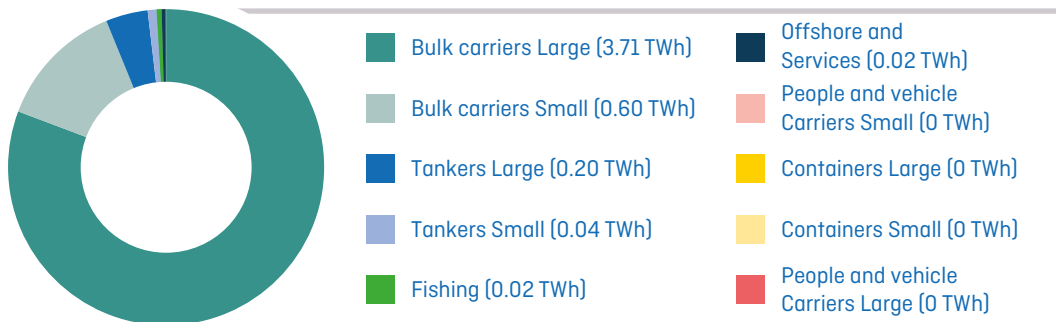 Bulk carriers Large (3.71 TWh)
Bulk carriers Small (0.60 TWh)
Tankers Large (0.20 TWh)
Tankers Small (0.04 TWh)
Fishing (0.02 TWh)
Offshore and
Services (0.02 TWh)
People and vehicle
Carriers Small (0 TWh)
Containers Large (0 TWh)
Containers Small (0 TWh)
People and vehicle
Carriers Large (0 TWh)